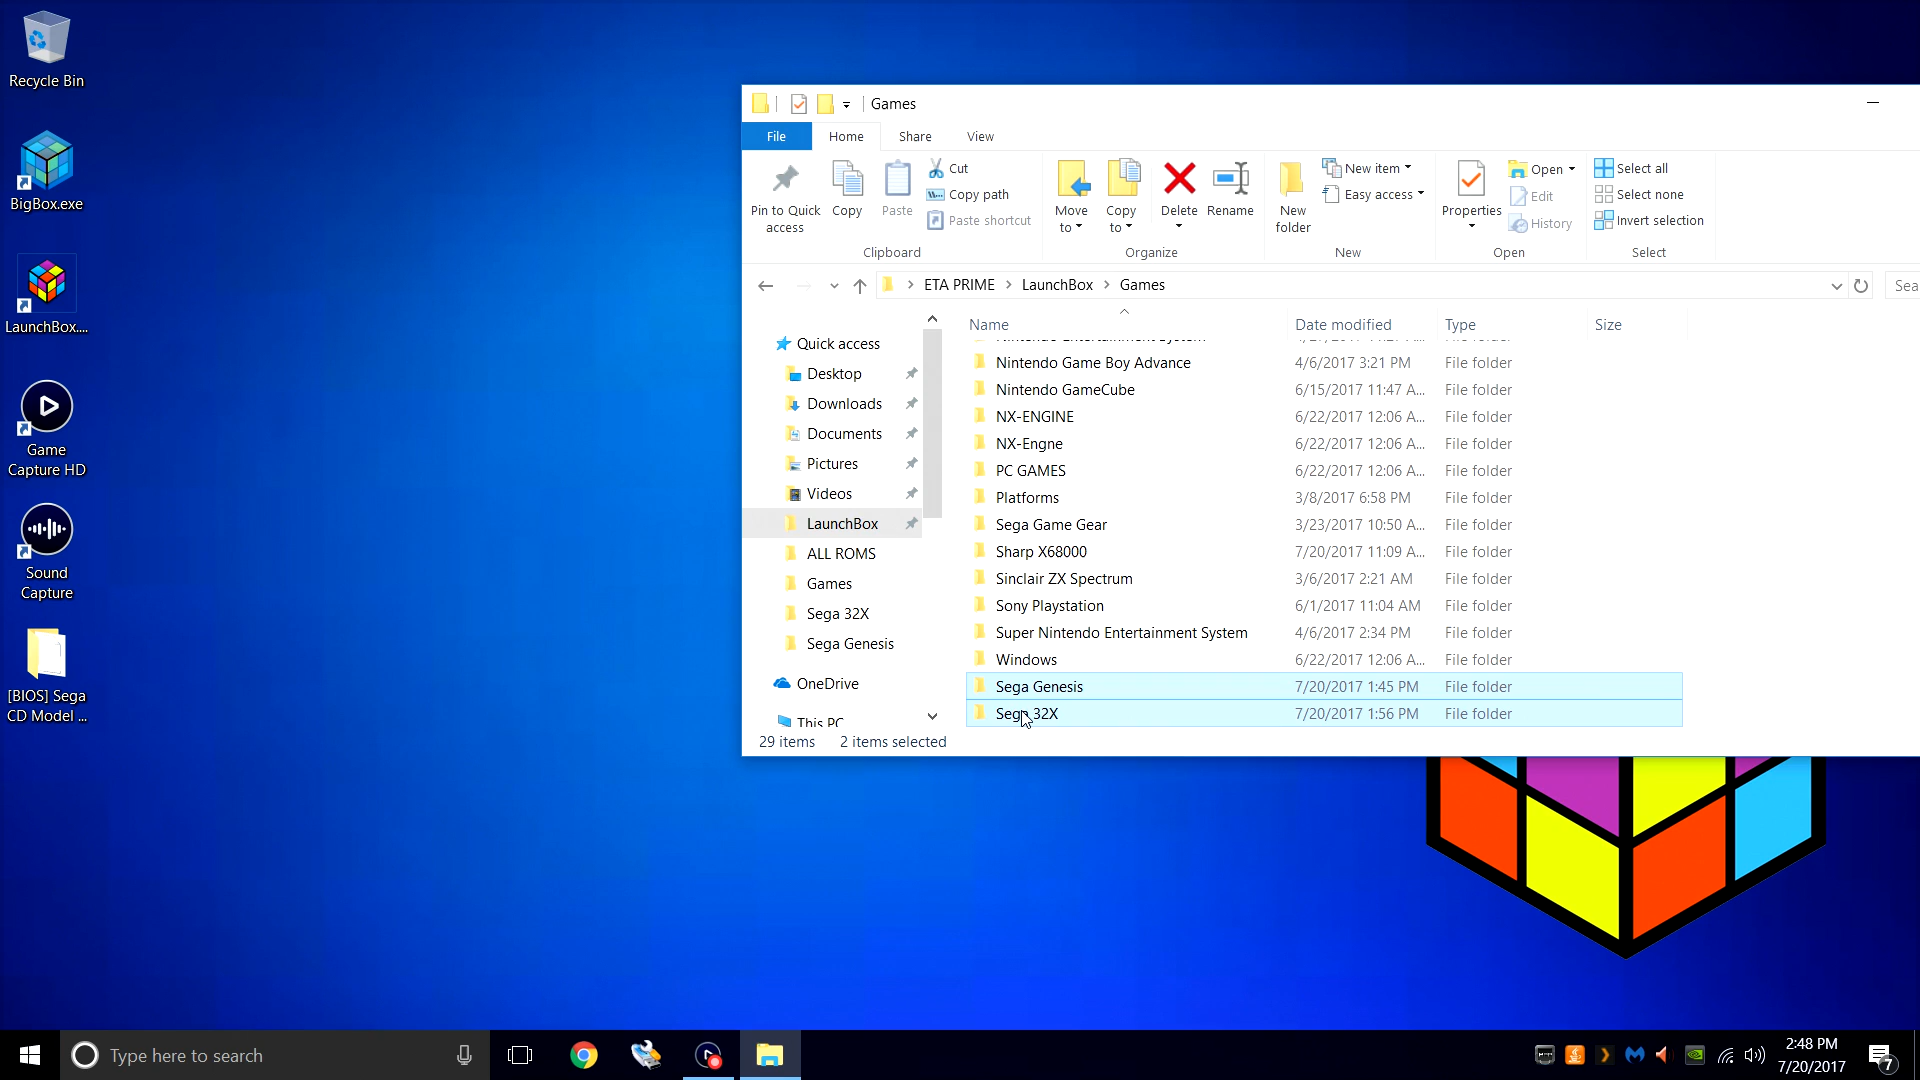 Recycle Bin
BigBox.exe
LaunchBox....
Game
Capture HD
Sound
Capture
[BIOS] Sega
CD Model ...
Games
File
Home
Share
View
Pin to Quick
access
Copy
Paste
Cut
Copy path
Paste shortcut
Clipboard
Move
to
Copy
to
Delete
Rename
Organize
New
folder
New item
Easy access
New
Properties
Open
Edit
History
Open
Select all
Select none
Invert selection
Select
ETA PRIME
LaunchBox
Games
Sea
Quick access
Desktop
Downloads
Documents
Pictures
Videos
LaunchBox
ALL ROMS
Games
Sega 32X
Sega Genesis
OneDrive
This PC
Name Date modified Type Size
Nintendo Game Boy Advance 4/6/2017 3:21 PM File folder
Nintendo GameCube 6/15/2017 11:47 A... File folder
NX-ENGINE 6/22/2017 12:06 A... File folder
NX-Engne 6/22/2017 12:06 A... File folder
PC GAMES 6/22/2017 12:06 A... File folder
Platforms 3/8/2017 6:58 PM File folder
Sega Game Gear 3/23/2017 10:50 A... File folder
Sharp X68000 7/20/2017 11:09 A... File folder
Sinclair ZX Spectrum 3/6/2017 2:21 AM File folder
Sony Playstation 6/1/2017 11:04 AM File folder
Super Nintendo Entertainment System 4/6/2017 2:34 PM File folder
Windows 6/22/2017 12:06 A... File folder
Sega Genesis 7/20/2017 1:45 PM File folder
Sega 32X 7/20/2017 1:56 PM File folder
29 items 2 items selected
Type here to search
2:48 PM
7/20/2017
7